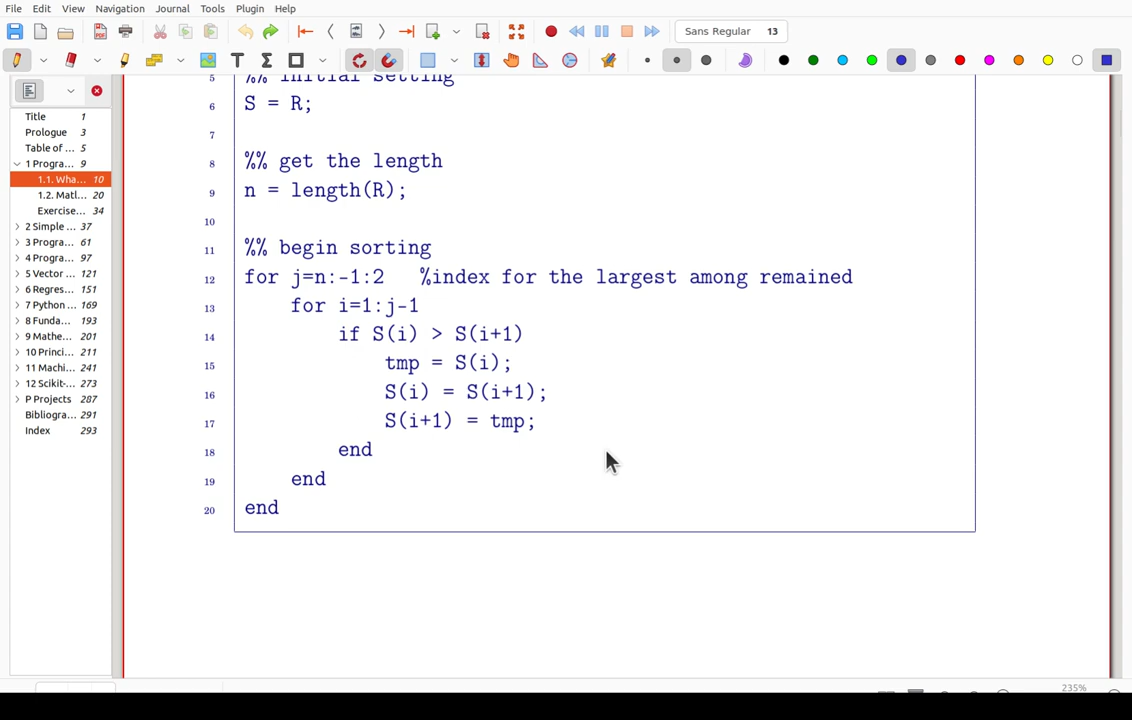 File Edit View Navigation Journal Tools Plugin Help
Sans Regular 13
Title 1
Prologue 3
Table of ... 5
1 Progra... 9
1.1. Wha... 10
1.2. Matl... 20
Exercise... 34
2 Simple ... 37
3 Progra... 61
4 Progra... 97
5 Vector ... 121
6 Regres... 151
7 Python ... 169
8 Funda... 193
9 Mathe... 201
10 Princi... 211
11 Machi... 241
12 Scikit-... 273
P Projects 287
Bibliogra... 291
Index 293
5 %% initial setting
6 S = R;
7
8 %% get the length
9 n = length(R);
10
11 %% begin sorting
12 for j=n:-1:2 %index for the largest among remained
13 for i=1:j-1
14 if S(i) > S(i+1)
15 tmp = S(i);
16 S(i) = S(i+1);
17 S(i+1) = tmp;
18 end
19 end
20 end
235%